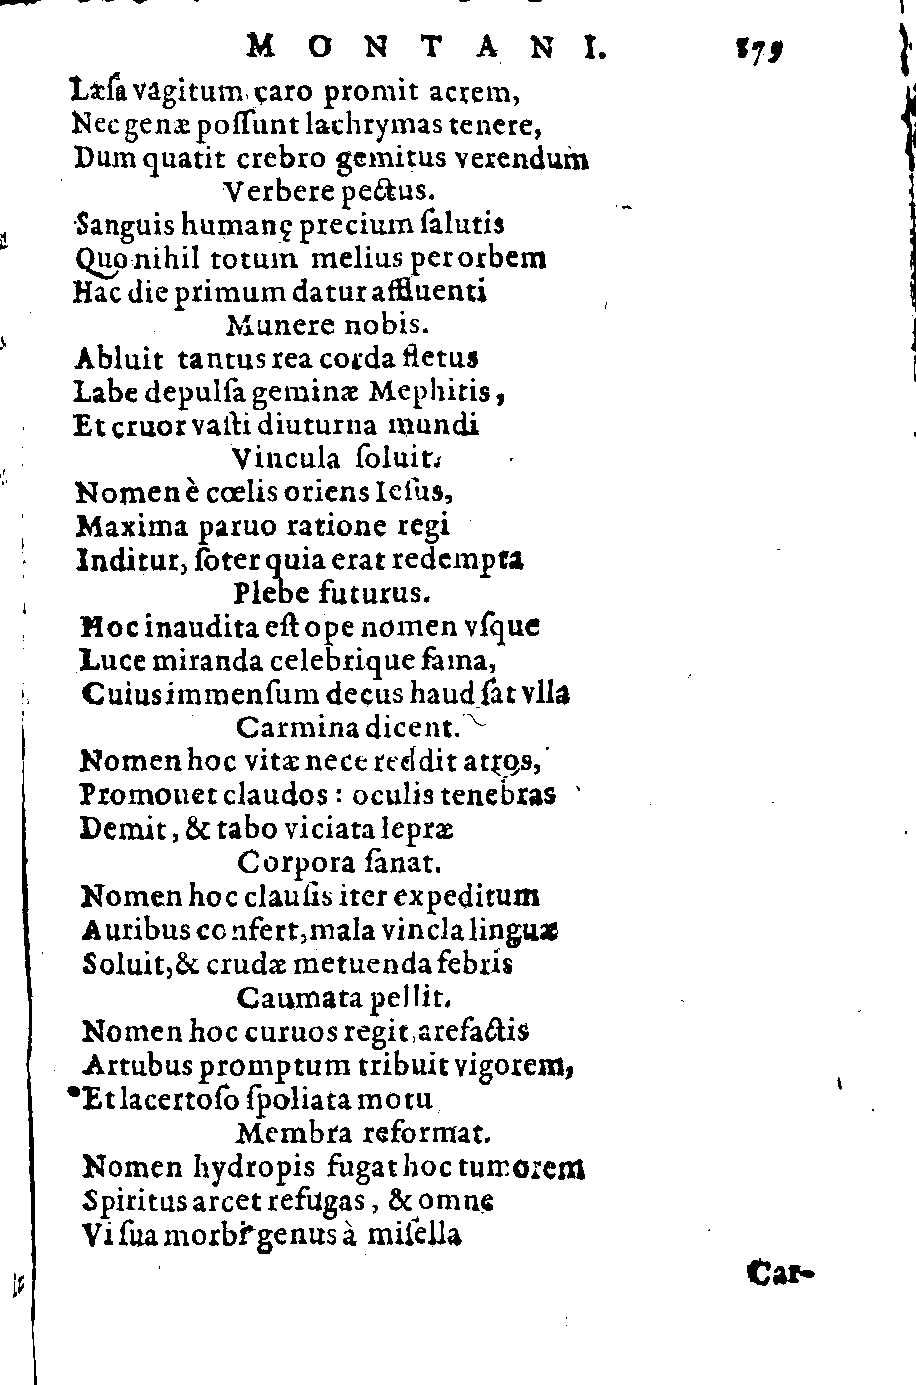 MONTANI. 179
Læſa vagitum caro promit acrem,
Nec genæ poſſunt lachrymas tenere,
Dum quatit crebro gemitus verendum
Verbere pectus.
Sanguis humanę precium ſalutis
Quo nihil totum melius per orbem
Hac die primum datur affluenti
Munere nobis.
Abluit tantus rea corda fletus
Labe depulſa geminæ Mephitis,
Et cruor vaſti diuturna mundi
Vincula ſoluit.
Nomen è cœlis oriens Ieſus,
Maxima paruo ratione regi
Inditur, ſoter quia erat redempta
Plebe futurus.
Hoc inaudita eſt ope nomen vſque
Luce miranda celebrique fama,
Cuius immenſum decus haud ſat vlla
Carmina dicent.
Nomen hoc vitæ nece reddit atros,
Promouet claudos: oculis tenebras
Demit, & tabo viciata lepræ
Corpora ſanat.
Nomen hoc clauſis iter expeditum
Auribus confert, mala vincla linguæ
Soluit, & crudæ metuenda febris
Caumata pellit.
Nomen hoc curuos regit, arefactis
Artubus promptum tribuit vigorem,
Et lacertoſo ſpoliata motu
Membra reformat.
Nomen hydropis fugat hoc tumorem
Spiritus arcet refugas, & omne
Vi ſua morbi genus à miſella
Car-